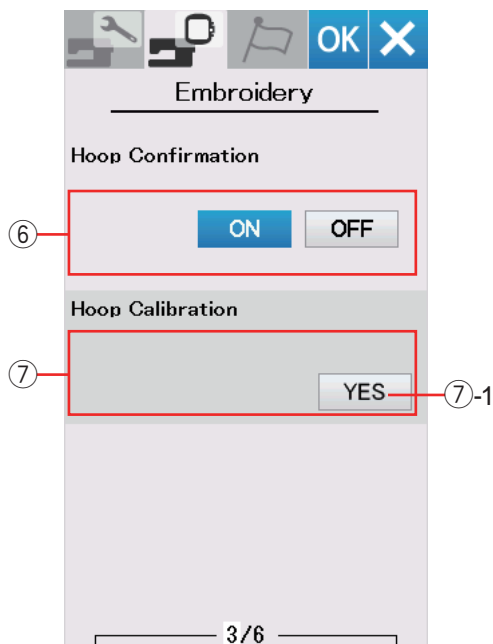 OK X
Embroidery
Hoop Confirmation
⑥ ON OFF
Hoop Calibration
⑦ YES ⑦-1
3/6